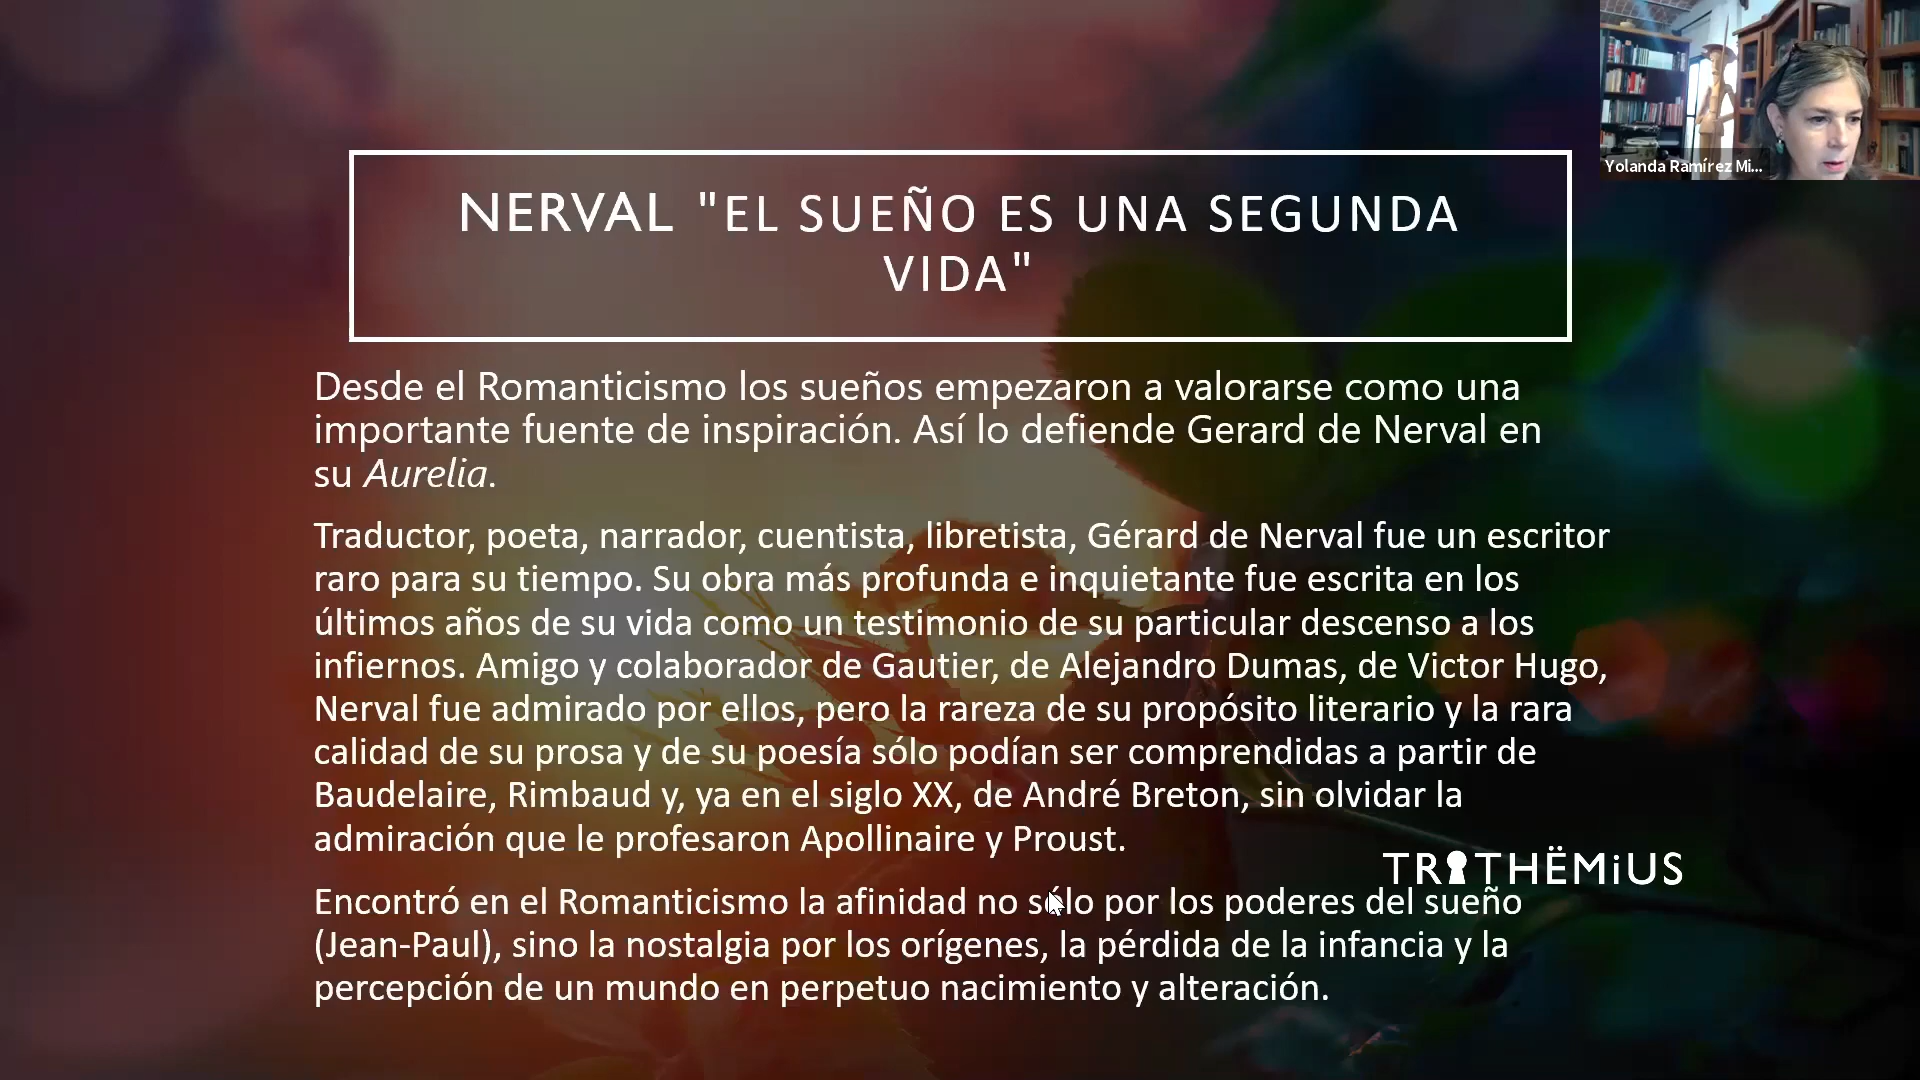 NERVAL "EL SUEÑO ES UNA SEGUNDA
VIDA"
Yolanda Ramírez Mi...
Desde el Romanticismo los sueños empezaron a valorarse como una
importante fuente de inspiración. Así lo defiende Gerard de Nerval en
su Aurelia.
Traductor, poeta, narrador, cuentista, libretista, Gérard de Nerval fue un escritor
raro para su tiempo. Su obra más profunda e inquietante fue escrita en los
últimos años de su vida como un testimonio de su particular descenso a los
infiernos. Amigo y colaborador de Gautier, de Alejandro Dumas, de Victor Hugo,
Nerval fue admirado por ellos, pero la rareza de su propósito literario y la rara
calidad de su prosa y de su poesía sólo podían ser comprendidas a partir de
Baudelaire, Rimbaud y, ya en el siglo XX, de André Breton, sin olvidar la
admiración que le profesaron Apollinaire y Proust.
TRiTHËMiUS
Encontró en el Romanticismo la afinidad no sólo por los poderes del sueño
(Jean-Paul), sino la nostalgia por los orígenes, la pérdida de la infancia y la
percepción de un mundo en perpetuo nacimiento y alteración.